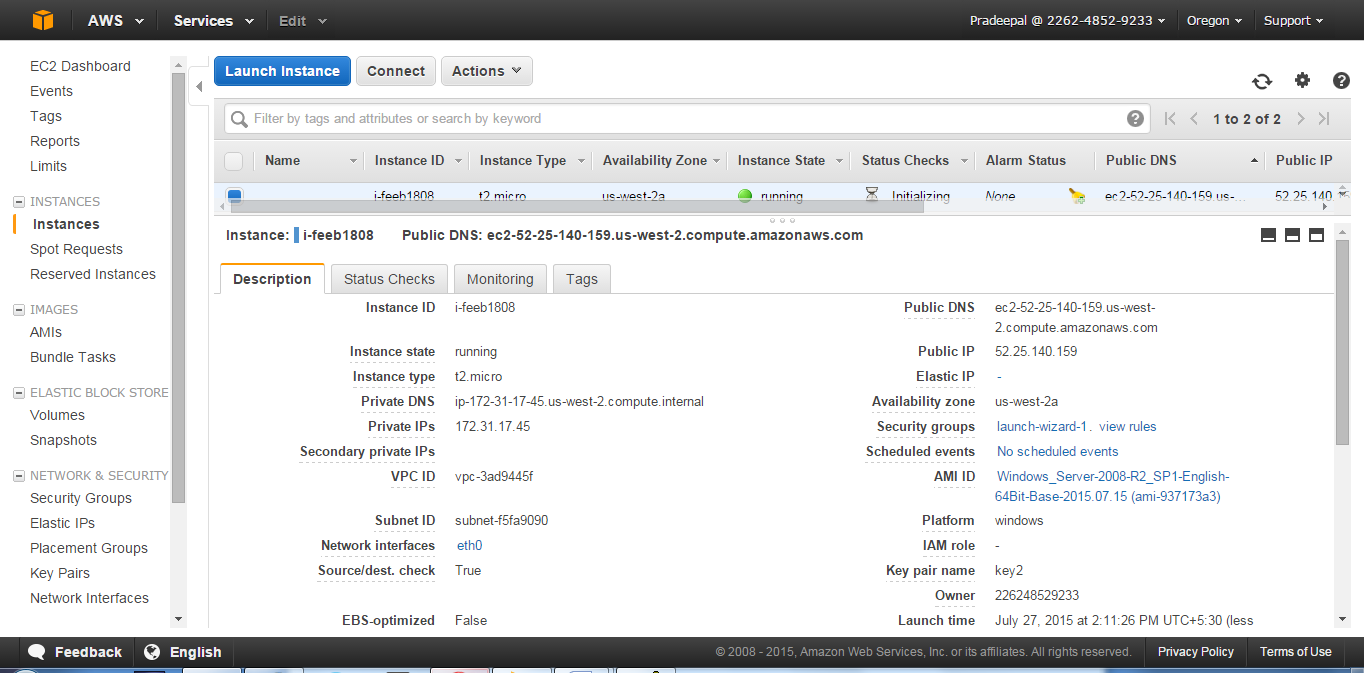 AWS Services Edit Pradeepal @ 2262-4852-9233 Oregon Support
EC2 Dashboard
Events
Tags
Reports
Limits
INSTANCES
Instances
Spot Requests
Reserved Instances
IMAGES
AMIs
Bundle Tasks
ELASTIC BLOCK STORE
Volumes
Snapshots
NETWORK & SECURITY
Security Groups
Elastic IPs
Placement Groups
Key Pairs
Network Interfaces
Launch Instance Connect Actions
Filter by tags and attributes or search by keyword
1 to 2 of 2
Name Instance ID Instance Type Availability Zone Instance State Status Checks Alarm Status Public DNS Public IP
i-feeb1808 t2.micro us-west-2a running Initializing None ec2-52-25-140-159.us-... 52.25.140
Instance: i-feeb1808 Public DNS: ec2-52-25-140-159.us-west-2.compute.amazonaws.com
Description Status Checks Monitoring Tags
Instance ID i-feeb1808
Instance state running
Instance type t2.micro
Private DNS ip-172-31-17-45.us-west-2.compute.internal
Private IPs 172.31.17.45
Secondary private IPs
VPC ID vpc-3ad9445f
Subnet ID subnet-f5fa9090
Network interfaces eth0
Source/dest. check True
EBS-optimized False
Public DNS ec2-52-25-140-159.us-west-
2.compute.amazonaws.com
Public IP 52.25.140.159
Elastic IP -
Availability zone us-west-2a
Security groups launch-wizard-1. view rules
Scheduled events No scheduled events
AMI ID Windows_Server-2008-R2_SP1-English-
64Bit-Base-2015.07.15 (ami-937173a3)
Platform windows
IAM role -
Key pair name key2
Owner 226248529233
Launch time July 27, 2015 at 2:11:26 PM UTC+5:30 (less
Feedback English © 2008 - 2015, Amazon Web Services, Inc. or its affiliates. All rights reserved. Privacy Policy Terms of Use